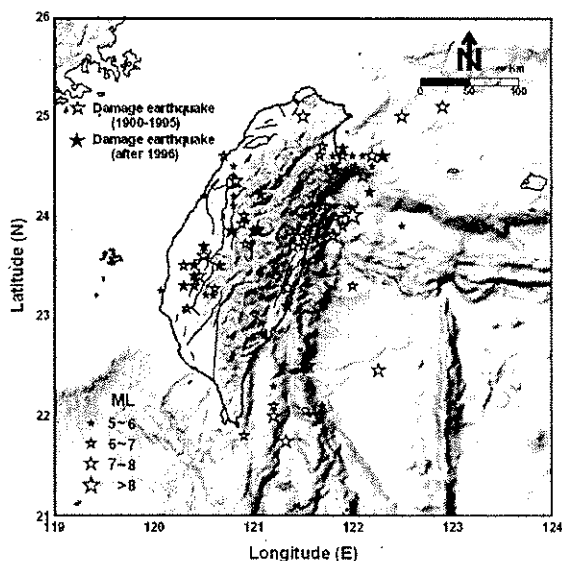 26
25
24
23
22
21
Latitude (N)
N
Km
0 50 100
Damage earthquake
(1900-1995)
Damage earthquake
(after 1996)
ML
5~6
6~7
7~8
>8
119 120 121 122 123 124
Longitude (E)